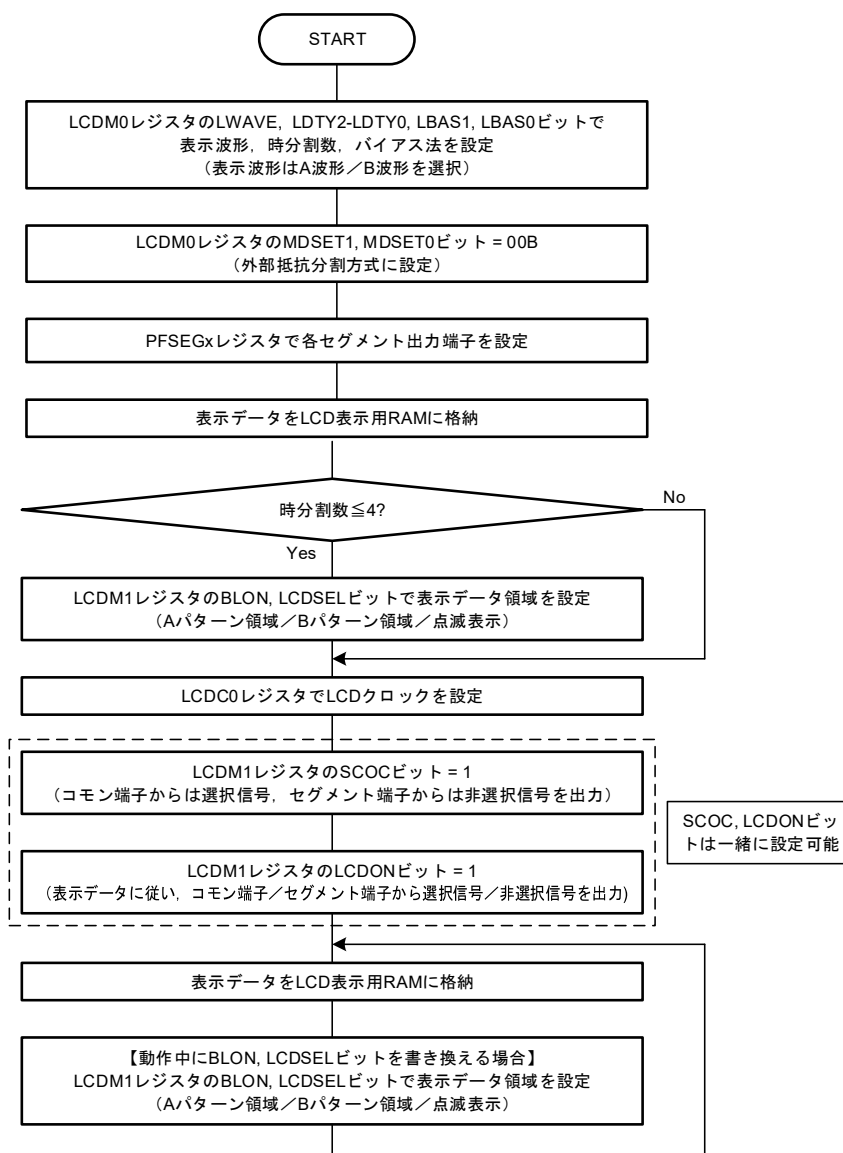 START
LCDM0レジスタのLWAVE, LDTY2-LDTY0, LBAS1, LBAS0ビットで
表示波形，時分割数，バイアス法を設定
（表示波形はA波形／B波形を選択）
LCDM0レジスタのMDSET1, MDSET0ビット = 00B
（外部抵抗分割方式に設定）
PFSEGxレジスタで各セグメント出力端子を設定
表示データをLCD表示用RAMに格納
時分割数≦4?
No
Yes
LCDM1レジスタのBLON, LCDSELビットで表示データ領域を設定
（Aパターン領域／Bパターン領域／点滅表示）
LCDC0レジスタでLCDクロックを設定
LCDM1レジスタのSCOCビット = 1
（コモン端子からは選択信号，セグメント端子からは非選択信号を出力）
SCOC, LCDONビッ
トは一緒に設定可能
LCDM1レジスタのLCDONビット = 1
(表示データに従い，コモン端子／セグメント端子から選択信号／非選択信号を出力)
表示データをLCD表示用RAMに格納
【動作中にBLON, LCDSELビットを書き換える場合】
LCDM1レジスタのBLON, LCDSELビットで表示データ領域を設定
（Aパターン領域／Bパターン領域／点滅表示）